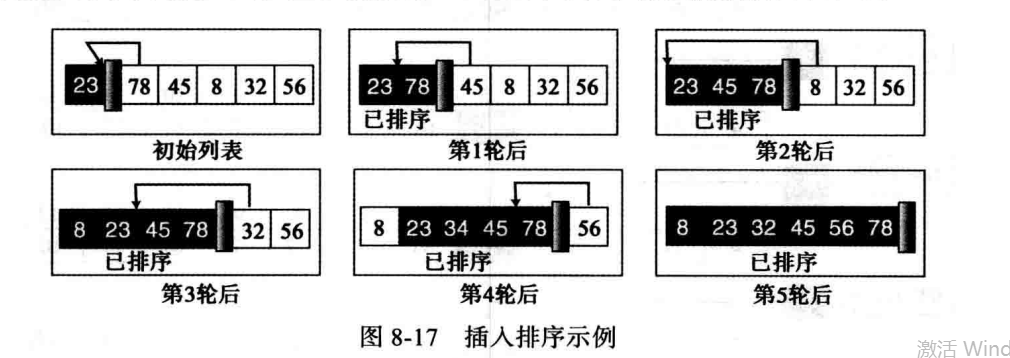 23 78 45 8 32 56
初始列表
23 78 45 8 32 56
已排序
第1轮后
23 45 78 8 32 56
已排序
第2轮后
8 23 45 78 32 56
已排序
第3轮后
8 23 34 45 78 56
已排序
第4轮后
8 23 32 45 56 78
已排序
第5轮后
图 8-17 插入排序示例
激活 Wind